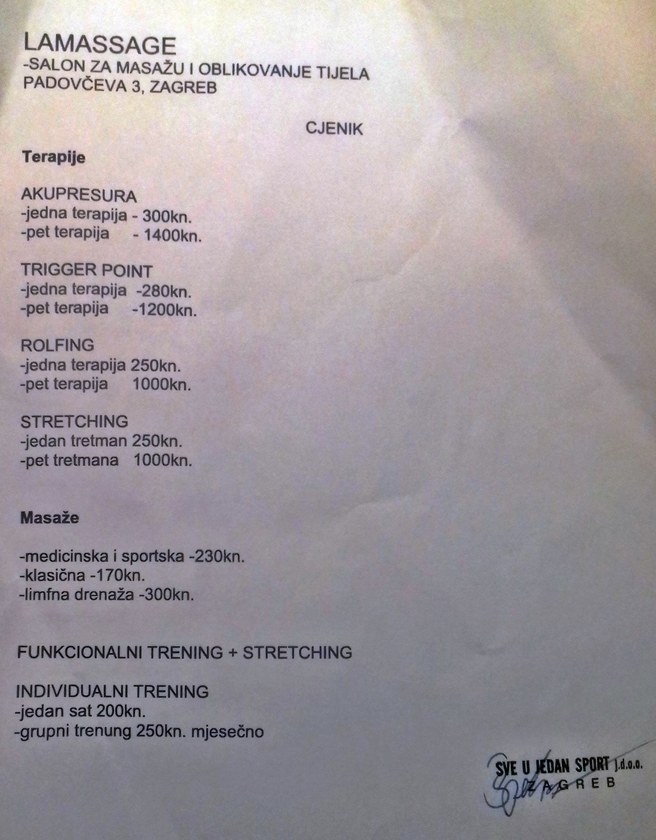 LAMASSAGE
-SALON ZA MASAŽU I OBLIKOVANJE TIJELA
PADOVČEVA 3, ZAGREB
CJENIK
Terapije
AKUPRESURA
-jedna terapija - 300kn.
-pet terapija - 1400kn.
TRIGGER POINT
-jedna terapija -280kn.
-pet terapija -1200kn.
ROLFING
-jedna terapija 250kn.
-pet terapija 1000kn.
STRETCHING
-jedan tretman 250kn.
-pet tretmana 1000kn.
Masaže
-medicinska i sportska -230kn.
-klasična -170kn.
-limfna drenaža -300kn.
FUNKCIONALNI TRENING + STRETCHING
INDIVIDUALNI TRENING
-jedan sat 200kn.
-grupni trenung 250kn. mjesečno
SVE U JEDAN SPORT j.d.o.o.
ZAGREB